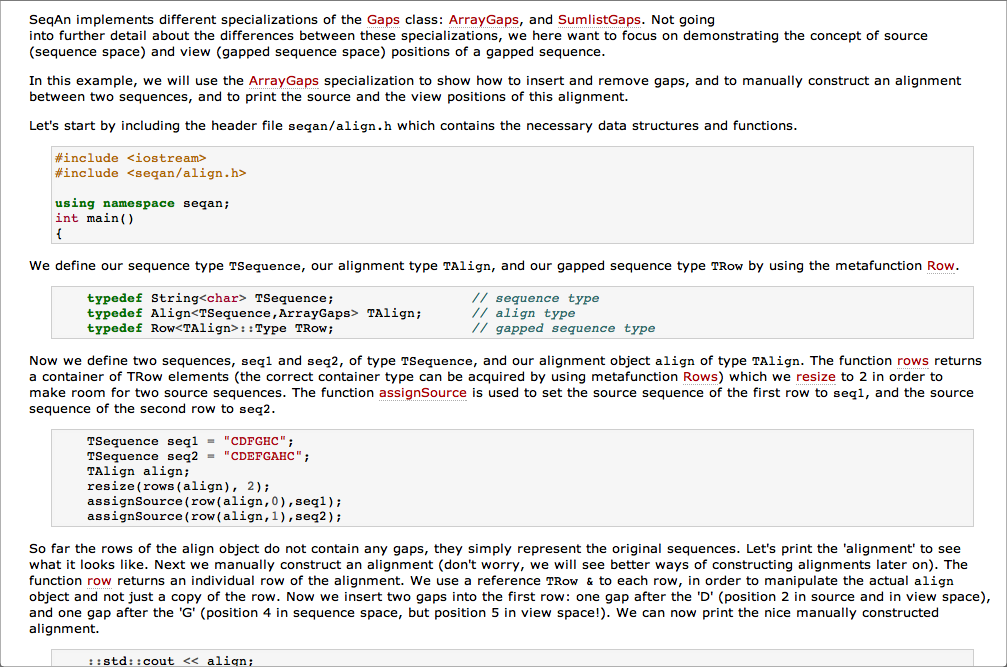 SeqAn implements different specializations of the Gaps class: ArrayGaps, and SumlistGaps. Not going
into further detail about the differences between these specializations, we here want to focus on demonstrating the concept of source
(sequence space) and view (gapped sequence space) positions of a gapped sequence.
In this example, we will use the ArrayGaps specialization to show how to insert and remove gaps, and to manually construct an alignment
between two sequences, and to print the source and the view positions of this alignment.
Let's start by including the header file seqan/align.h which contains the necessary data structures and functions.
#include <iostream>
#include <seqan/align.h>
using namespace seqan;
int main()
{
We define our sequence type TSequence, our alignment type TAlign, and our gapped sequence type TRow by using the metafunction Row.
typedef String<char> TSequence; // sequence type
typedef Align<TSequence,ArrayGaps> TAlign; // align type
typedef Row<TAlign>::Type TRow; // gapped sequence type
Now we define two sequences, seq1 and seq2, of type TSequence, and our alignment object align of type TAlign. The function rows returns
a container of TRow elements (the correct container type can be acquired by using metafunction Rows) which we resize to 2 in order to
make room for two source sequences. The function assignSource is used to set the source sequence of the first row to seq1, and the source
sequence of the second row to seq2.
TSequence seq1 = "CDFGHC";
TSequence seq2 = "CDEFGAHC";
TAlign align;
resize(rows(align), 2);
assignSource(row(align,0),seq1);
assignSource(row(align,1),seq2);
So far the rows of the align object do not contain any gaps, they simply represent the original sequences. Let's print the 'alignment' to see
what it looks like. Next we manually construct an alignment (don't worry, we will see better ways of constructing alignments later on). The
function row returns an individual row of the alignment. We use a reference TRow & to each row, in order to manipulate the actual align
object and not just a copy of the row. Now we insert two gaps into the first row: one gap after the 'D' (position 2 in source and in view space),
and one gap after the 'G' (position 4 in sequence space, but position 5 in view space!). We can now print the nice manually constructed
alignment.
::std::cout << align;